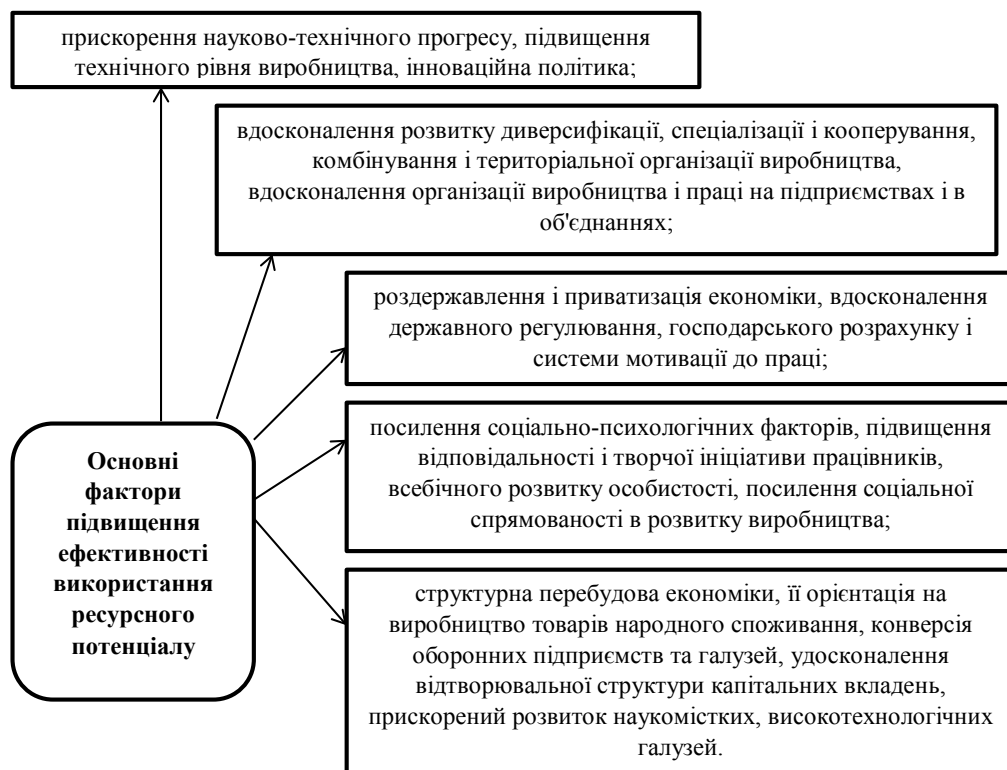 прискорення науково-технічного прогресу, підвищення
технічного рівня виробництва, інноваційна політика;
вдосконалення розвитку диверсифікації, спеціалізації і кооперування,
комбінування і територіальної організації виробництва,
вдосконалення організації виробництва і праці на підприємствах і в
об'єднаннях;
роздержавлення і приватизація економіки, вдосконалення
державного регулювання, господарського розрахунку і
системи мотивації до праці;
посилення соціально-психологічних факторів, підвищення
відповідальності і творчої ініціативи працівників,
всебічного розвитку особистості, посилення соціальної
спрямованості в розвитку виробництва;
Основні
фактори
підвищення
ефективності
використання
ресурсного
потенціалу
структурна перебудова економіки, її орієнтація на
виробництво товарів народного споживання, конверсія
оборонних підприємств та галузей, удосконалення
відтворювальної структури капітальних вкладень,
прискорений розвиток наукомістких, високотехнологічних
галузей.